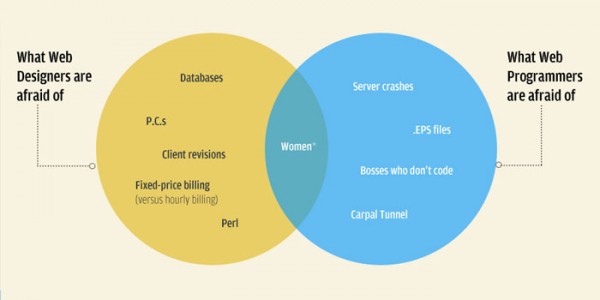 What Web
Designers are
afraid of
Databases
P.C.s
Client revisions
Fixed-price billing
(versus hourly billing)
Perl
Women*
Server crashes
.EPS files
Bosses who don't code
Carpal Tunnel
What Web
Programmers
are afraid of